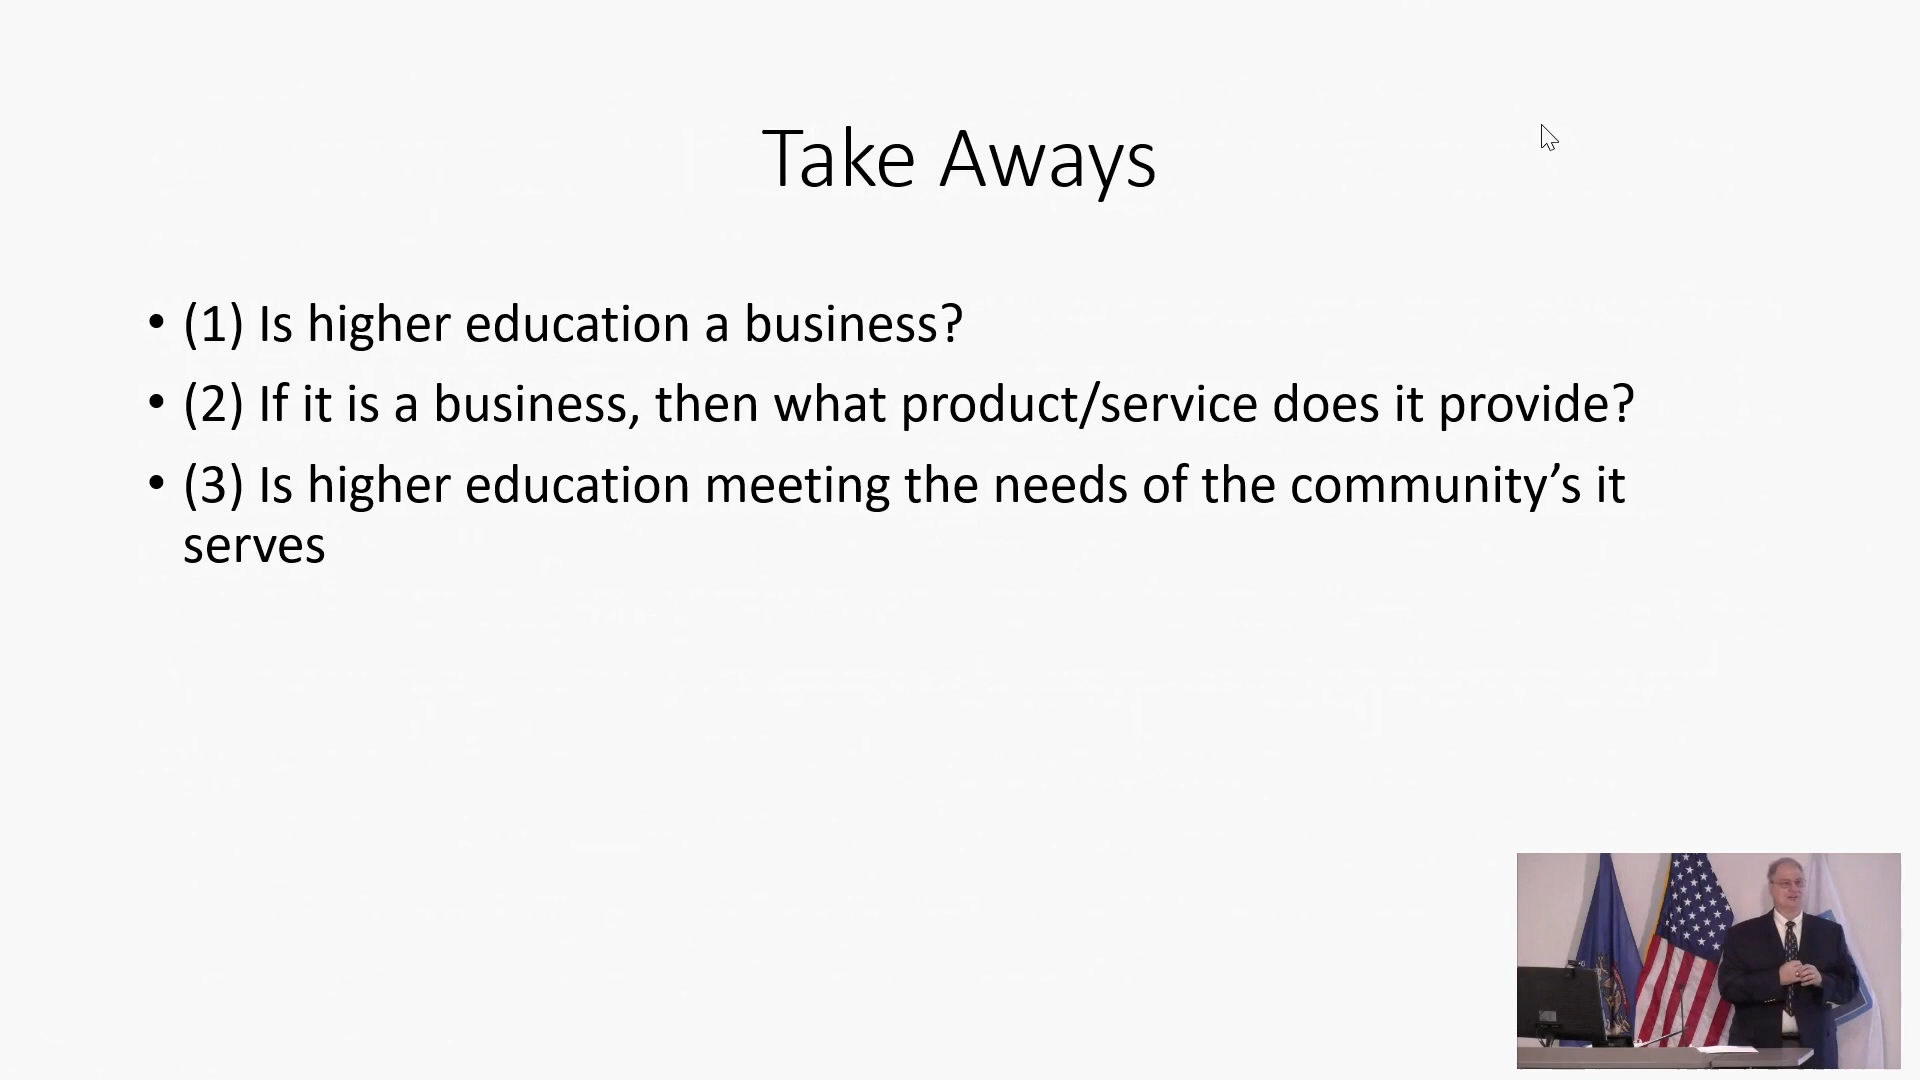 Take Aways
• (1) Is higher education a business?
• (2) If it is a business, then what product/service does it provide?
• (3) Is higher education meeting the needs of the community’s it
serves